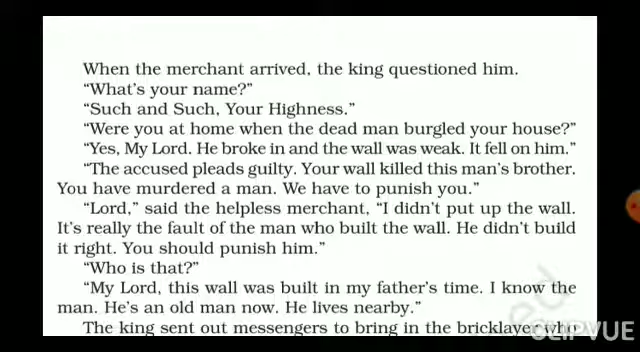 When the merchant arrived, the king questioned him.
“What’s your name?”
“Such and Such, Your Highness.”
“Were you at home when the dead man burgled your house?”
“Yes, My Lord. He broke in and the wall was weak. It fell on him.”
“The accused pleads guilty. Your wall killed this man’s brother.
You have murdered a man. We have to punish you.”
“Lord,” said the helpless merchant, “I didn’t put up the wall.
It’s really the fault of the man who built the wall. He didn’t build
it right. You should punish him.”
“Who is that?”
“My Lord, this wall was built in my father’s time. I know the
man. He’s an old man now. He lives nearby.”
The king sent out messengers to bring in the bricklayer who
CLIPVUE